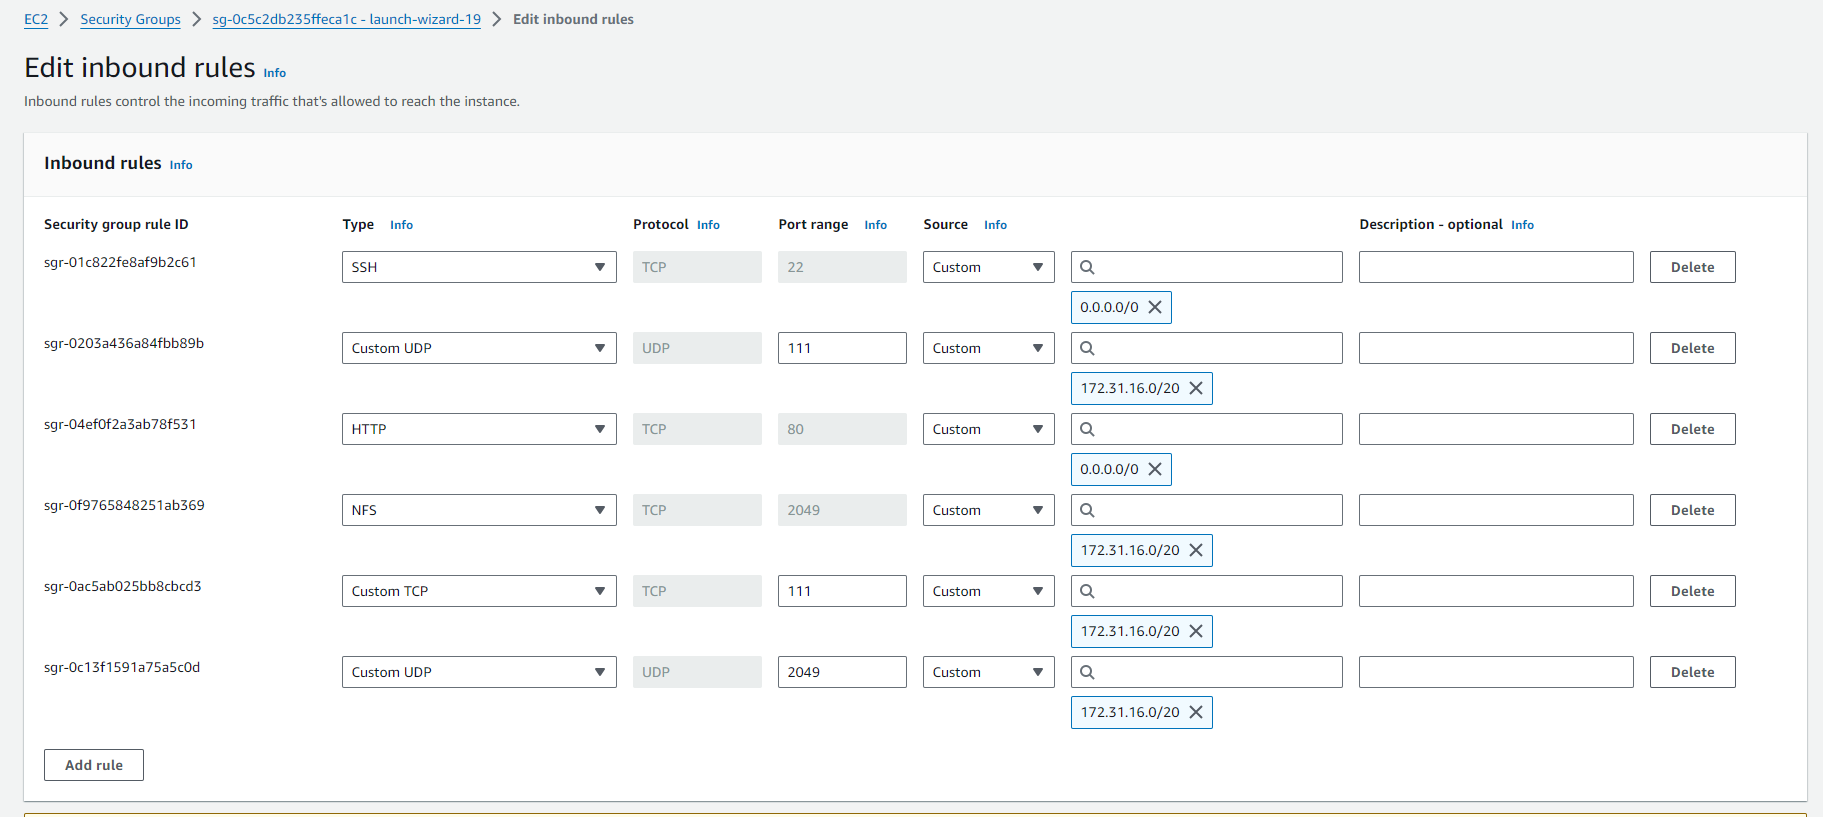 EC2 > Security Groups > sg-0c5c2db235ffeca1c - launch-wizard-19 > Edit inbound rules
Edit inbound rules Info
Inbound rules control the incoming traffic that's allowed to reach the instance.
Inbound rules Info
Security group rule ID Type Info Protocol Info Port range Info Source Info Description - optional Info
sgr-01c822fe8af9b2c61 SSH TCP 22 Custom Delete
0.0.0.0/0
sgr-0203a436a84fbb89b Custom UDP UDP 111 Custom Delete
172.31.16.0/20
sgr-04ef0f2a3ab78f531 HTTP TCP 80 Custom Delete
0.0.0.0/0
sgr-0f9765848251ab369 NFS TCP 2049 Custom Delete
172.31.16.0/20
sgr-0ac5ab025bb8cbcd3 Custom TCP TCP 111 Custom Delete
172.31.16.0/20
sgr-0c13f1591a75a5c0d Custom UDP UDP 2049 Custom Delete
172.31.16.0/20
Add rule